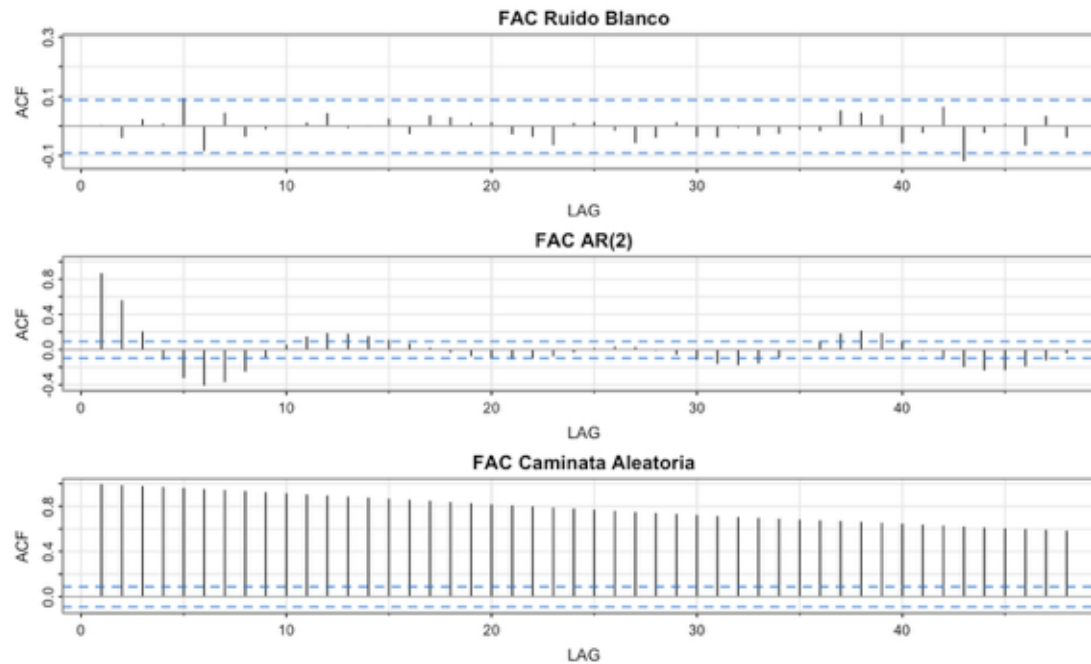 FAC Ruido Blanco
ACF
0.3
0.1
-0.1
0 10 20 30 40
LAG
FAC AR(2)
ACF
0.8
0.4
0.0
-0.4
0 10 20 30 40
LAG
FAC Caminata Aleatoria
ACF
0.8
0.4
0.0
0 10 20 30 40
LAG